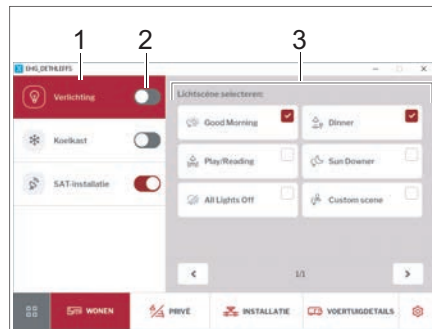 1 2 3
EHG_DETHLEFFS
Verlichting
Lichtscène selecteren:
Good Morning
Dinner
Koelkast
Play/Reading
Sun Downer
SAT-installatie
All Lights Off
Custom scene
1/1
WONEN
PRIVÉ
INSTALLATIE
VOERTUIGDETAILS